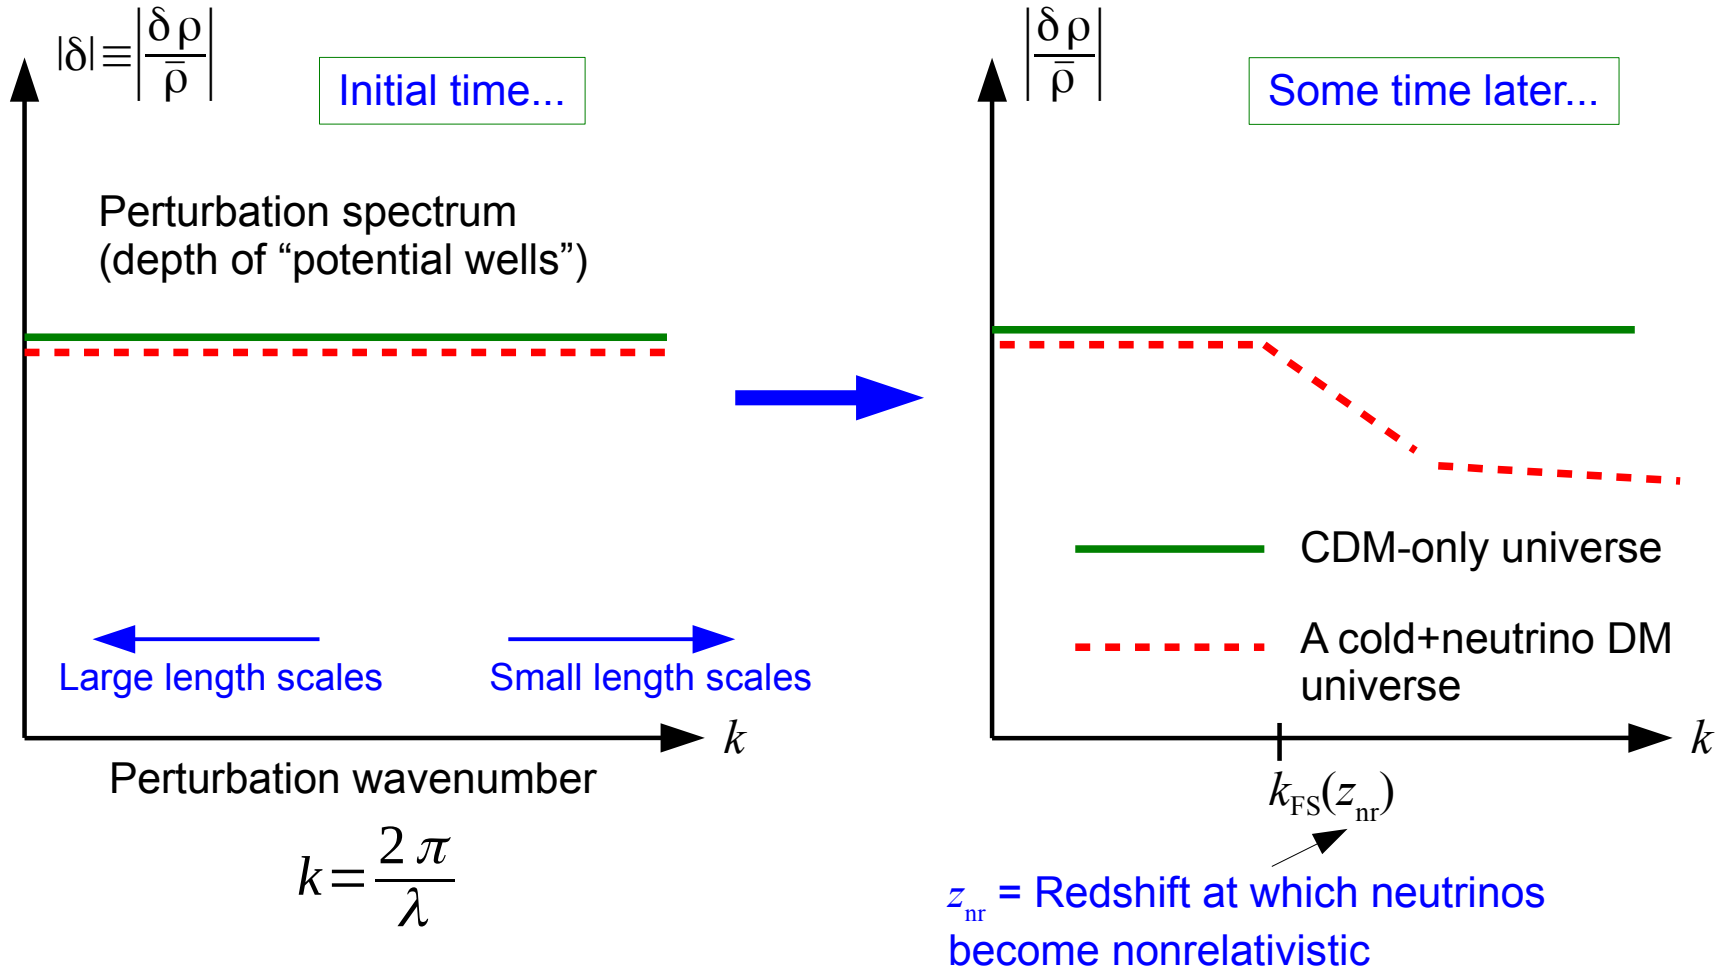 |δ| ≡ |δρ/ρ̄|
Initial time...
Perturbation spectrum
(depth of “potential wells”)
Large length scales
Small length scales
k
Perturbation wavenumber
k = 2π/λ
|δρ/ρ̄|
Some time later...
CDM-only universe
A cold+neutrino DM
universe
k
k_FS(z_nr)
z_nr = Redshift at which neutrinos
become nonrelativistic